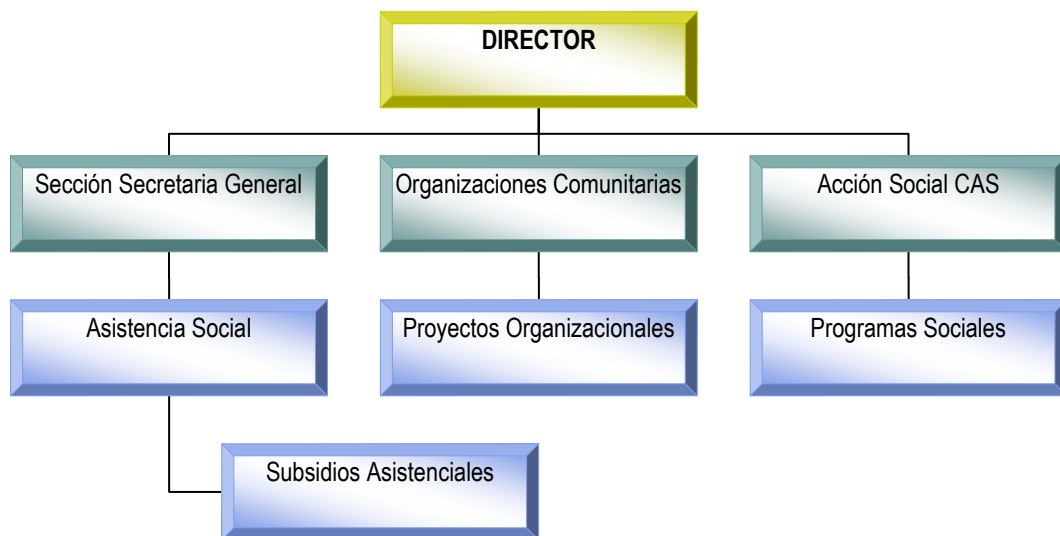 DIRECTOR
Sección Secretaria General
Organizaciones Comunitarias
Acción Social CAS
Asistencia Social
Proyectos Organizacionales
Programas Sociales
Subsidios Asistenciales